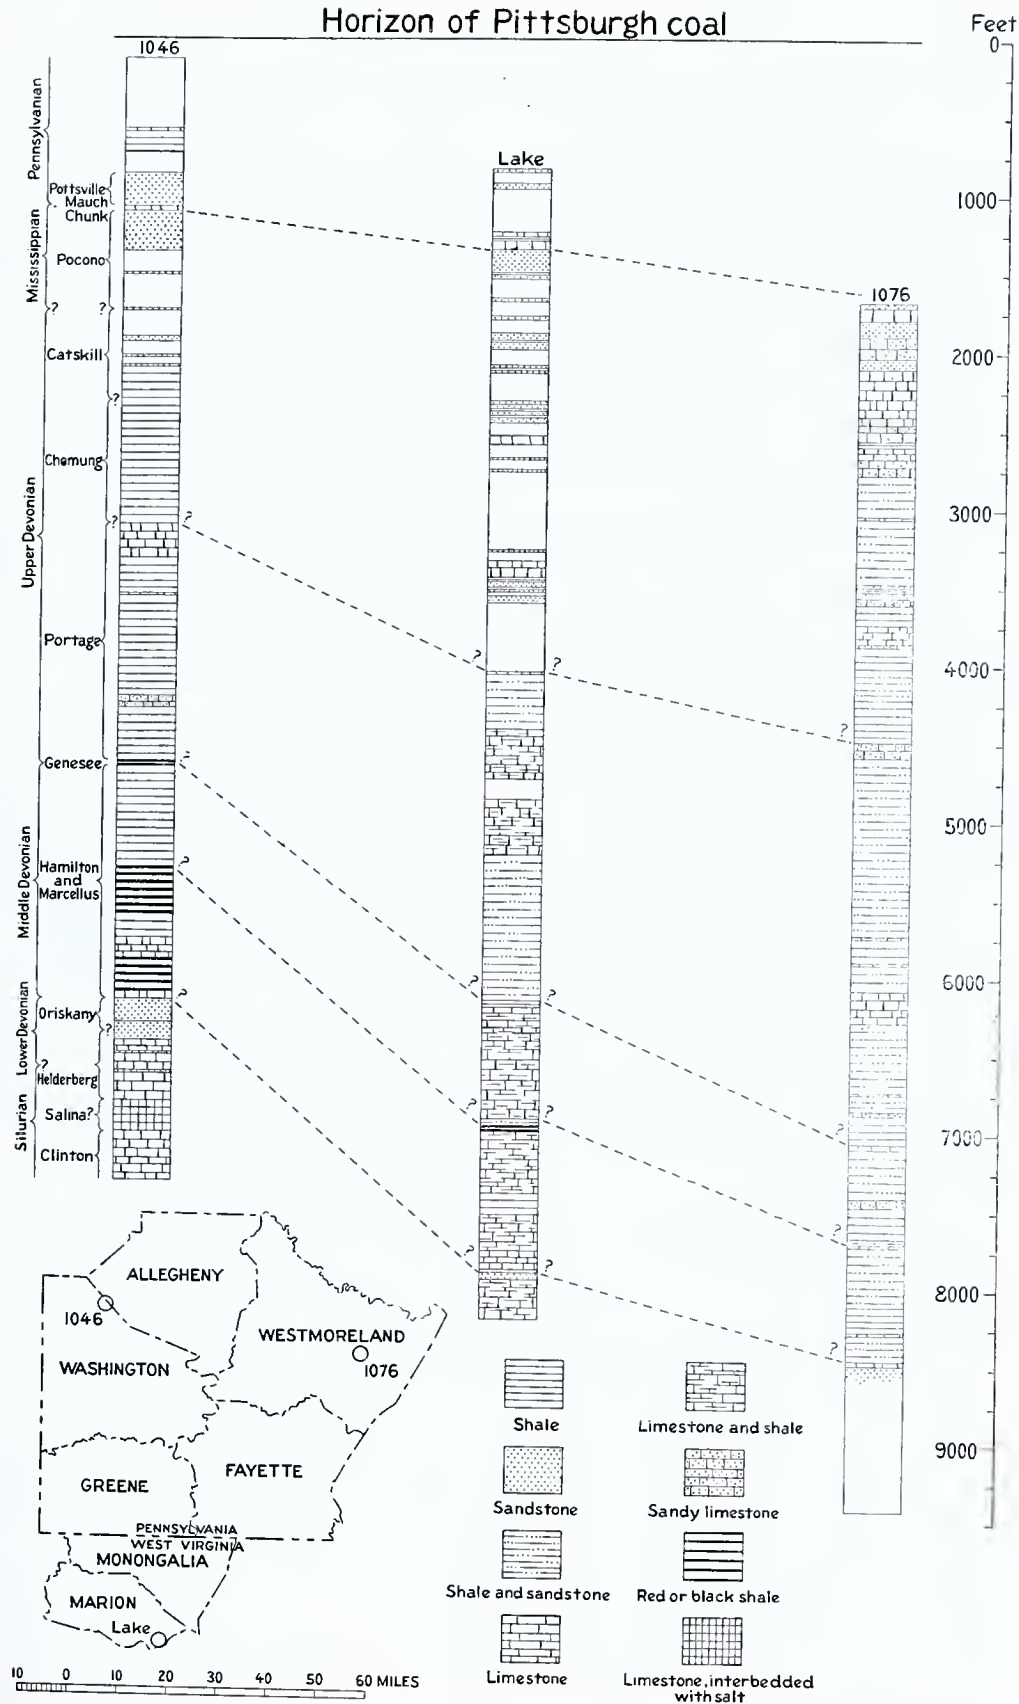 Horizon of Pittsburgh coal
Feet
0
1046
Pennsylvanian
Lake
Pottsville
Mauch
Chunk
1000
Mississippian
Pocono
1076
? ?
Catskill
2000
?
Chemung
Upper Devonian
3000
? ?
Portage
? ?
4000
?
Genesee
?
5000
Middle Devonian
Hamilton
and
Marcellus
?
? ?
6000
?
Oriskany
Lower Devonian
?
?
Helderberg
Silurian
Salina?
? ?
?
7000
Clinton
?
? ?
8000
?
9000
ALLEGHENY
1046
WESTMORELAND
1076
WASHINGTON
FAYETTE
GREENE
PENNSYLVANIA
WEST VIRGINIA
MONONGALIA
MARION
Lake
10 0 10 20 30 40 50 60 MILES
Shale
Limestone and shale
Sandstone
Sandy limestone
Shale and sandstone
Red or black shale
Limestone
Limestone, interbedded
with salt